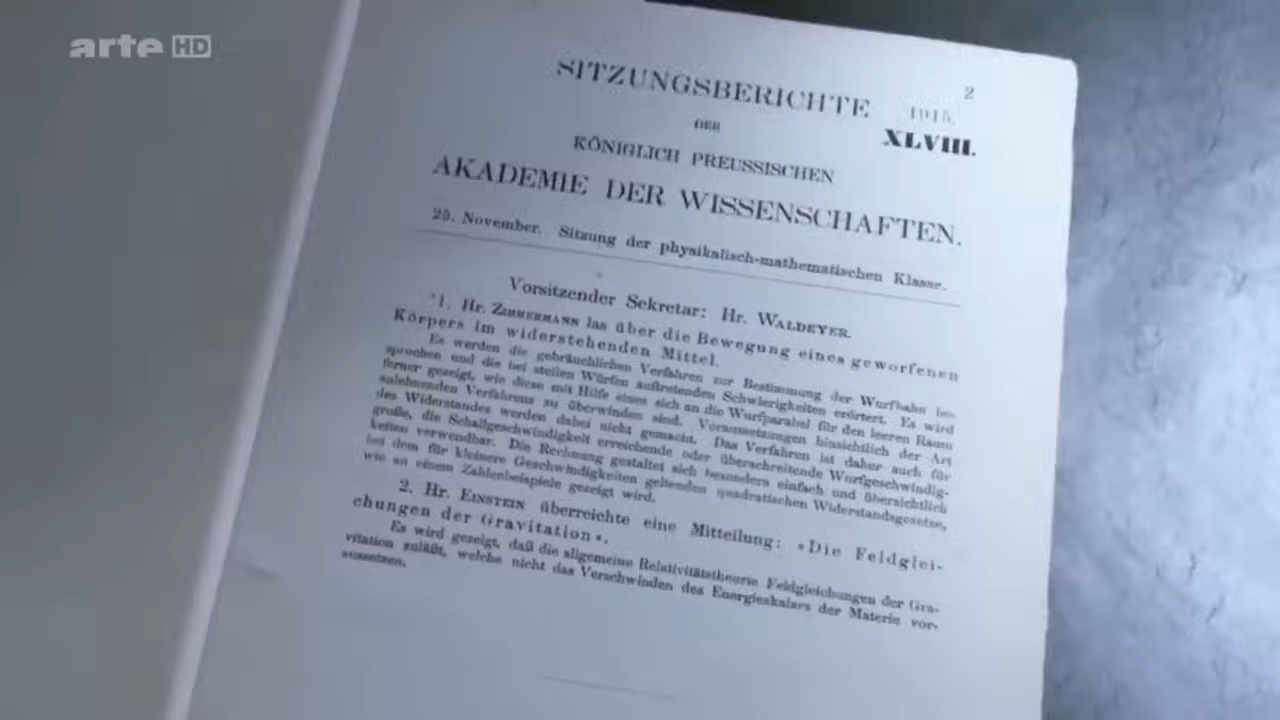 arte HD
2
SITZUNGSBERICHTE 1915.
DER XLVIII.
KÖNIGLICH PREUSSISCHEN
AKADEMIE DER WISSENSCHAFTEN.
25. November. Sitzung der physikalisch-mathematischen Klasse.
Vorsitzender Sekretar: Hr. WALDEYER.
*1. Hr. ZIMMERMANN las über die Bewegung eines geworfenen
Körpers im widerstehenden Mittel.
Es werden die gebräuchlichen Verfahren zur Bestimmung der Wurfbahn be-
sprochen und die bei steilen Würfen auftretenden Schwierigkeiten erörtert. Es wird
ferner gezeigt, wie diese mit Hilfe eines sich an die Wurfparabel für den leeren Raum
anlehnenden Verfahrens zu überwinden sind. Voraussetzungen hinsichtlich der Art
des Widerstandes werden dabei nicht gemacht. Das Verfahren ist daher auch für
große, die Schallgeschwindigkeit erreichende oder überschreitende Wurfgeschwindig-
keiten verwendbar. Die Rechnung gestaltet sich besonders einfach und übersichtlich
bei dem für kleinere Geschwindigkeiten geltenden quadratischen Widerstandsgesetze,
wie an einem Zahlenbeispiele gezeigt wird.
2. Hr. EINSTEIN überreichte eine Mitteilung: »Die Feldglei-
chungen der Gravitation«.
Es wird gezeigt, daß die allgemeine Relativitätstheorie Feldgleichungen der Gra-
vitation zuläßt, welche nicht das Verschwinden des Energieskalars der Materie vor-
aussetzen.